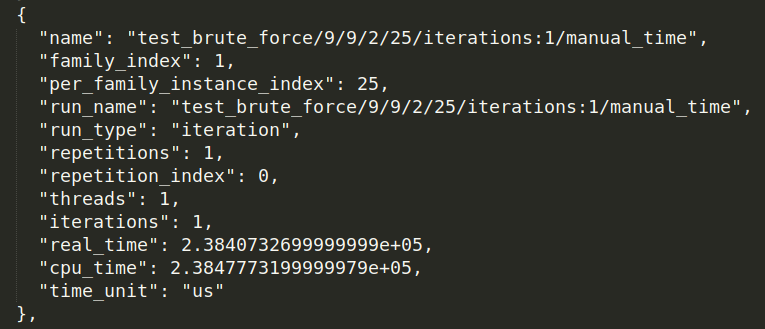 {
"name": "test_brute_force/9/9/2/25/iterations:1/manual_time",
"family_index": 1,
"per_family_instance_index": 25,
"run_name": "test_brute_force/9/9/2/25/iterations:1/manual_time",
"run_type": "iteration",
"repetitions": 1,
"repetition_index": 0,
"threads": 1,
"iterations": 1,
"real_time": 2.3840732699999999e+05,
"cpu_time": 2.3847773199999979e+05,
"time_unit": "us"
},